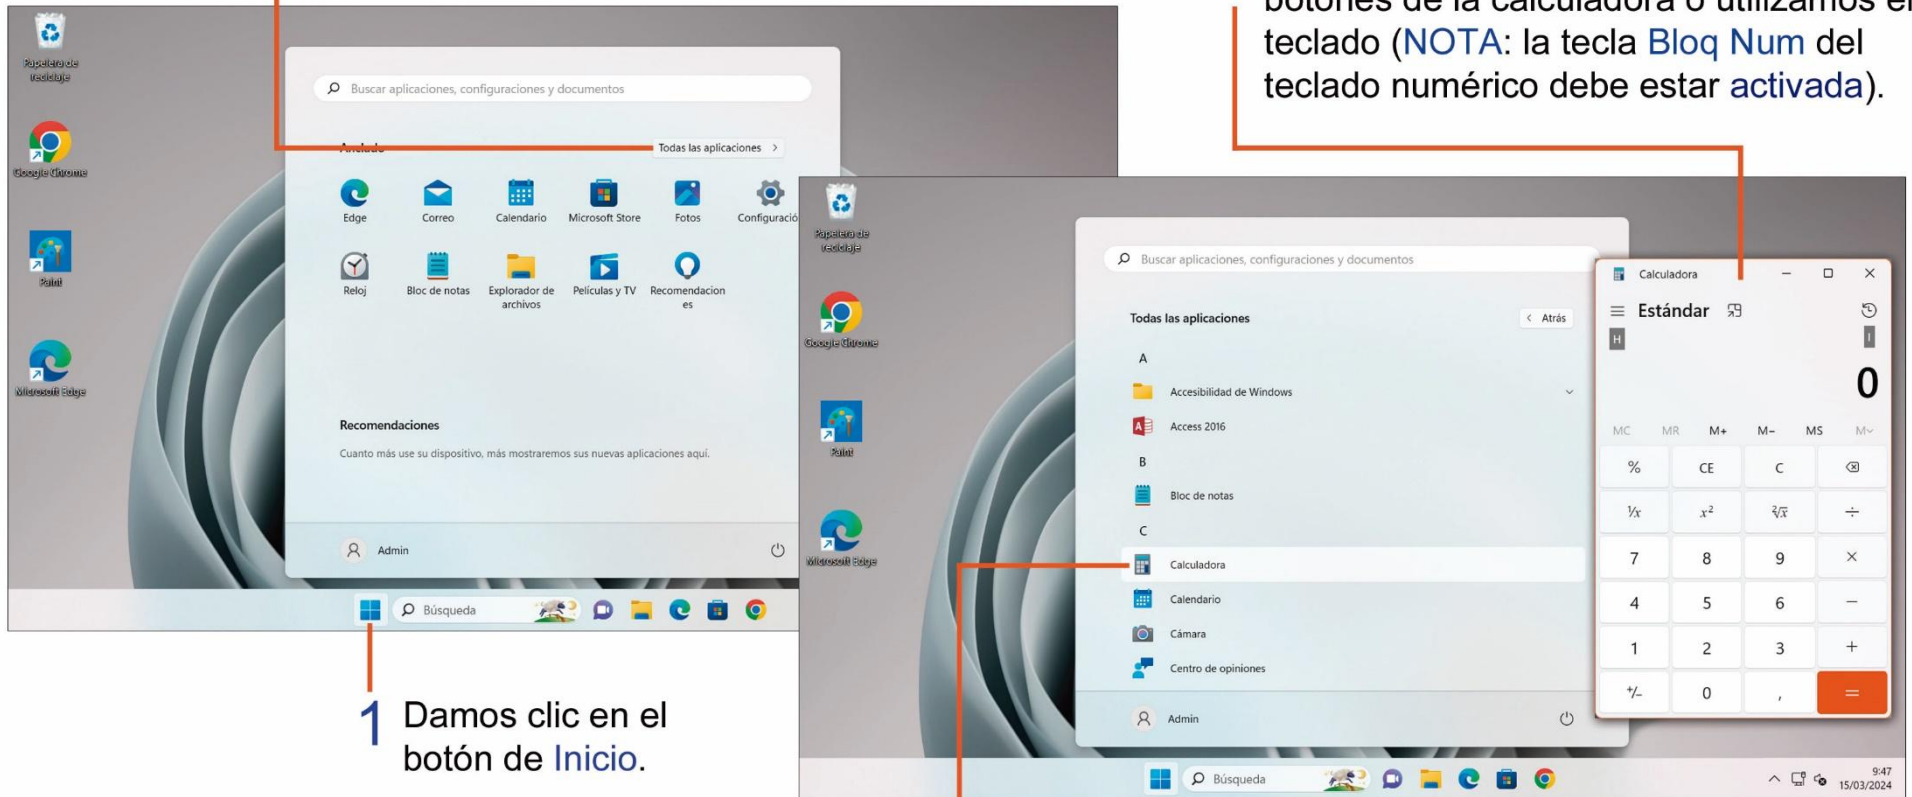 botones de la calculadora o utilizamos el
teclado (NOTA: la tecla Bloq Num del
teclado numérico debe estar activada).
Papelera de
reciclaje
Google Chrome
Paint
Microsoft Edge
Buscar aplicaciones, configuraciones y documentos
Anclado
Todas las aplicaciones >
Edge
Correo
Calendario
Microsoft Store
Fotos
Configuració
Reloj
Bloc de notas
Explorador de
archivos
Películas y TV
Recomendacion
es
Recomendaciones
Cuanto más use su dispositivo, más mostraremos sus nuevas aplicaciones aquí.
Admin
Búsqueda
1 Damos clic en el
botón de Inicio.
Papelera de
reciclaje
Google Chrome
Paint
Microsoft Edge
Buscar aplicaciones, configuraciones y documentos
Todas las aplicaciones
< Atrás
A
Accesibilidad de Windows
Access 2016
B
Bloc de notas
C
Calculadora
Calendario
Cámara
Centro de opiniones
Admin
Búsqueda
9:47
15/03/2024
Calculadora
Estándar
H
I
0
MC MR M+ M- MS M
% CE C
1/x x² ²√x ÷
7 8 9 ×
4 5 6 −
1 2 3 +
+/- 0 , =